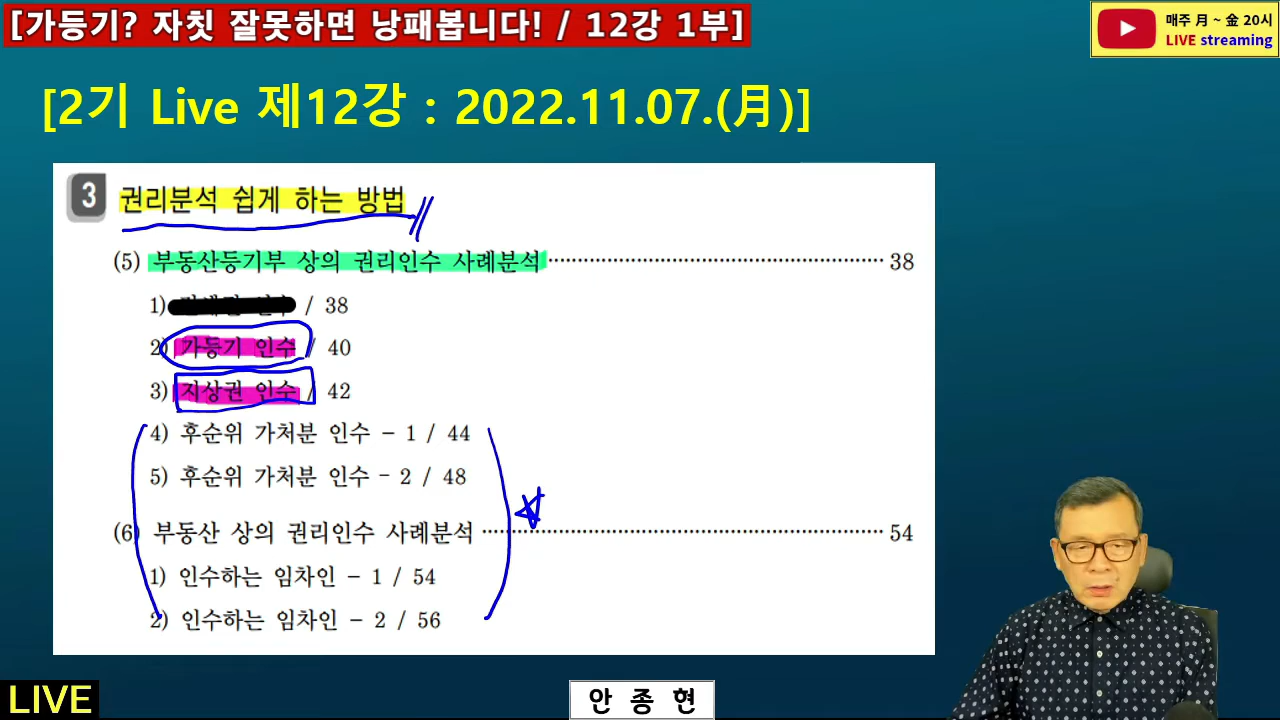 [가등기? 자칫 잘못하면 낭패봅니다! / 12강 1부]
매주 月 ~ 金 20시
LIVE streaming
[2기 Live 제12강 : 2022.11.07.(月)]
3 권리분석 쉽게 하는 방법
(5) 부동산등기부 상의 권리인수 사례분석 38
1) / 38
2) 가등기 인수 / 40
3) 지상권 인수 / 42
4) 후순위 가처분 인수 – 1 / 44
5) 후순위 가처분 인수 - 2 / 48
(6) 부동산 상의 권리인수 사례분석 54
1) 인수하는 임차인 – 1 / 54
2) 인수하는 임차인 – 2 / 56
LIVE
안 종 현